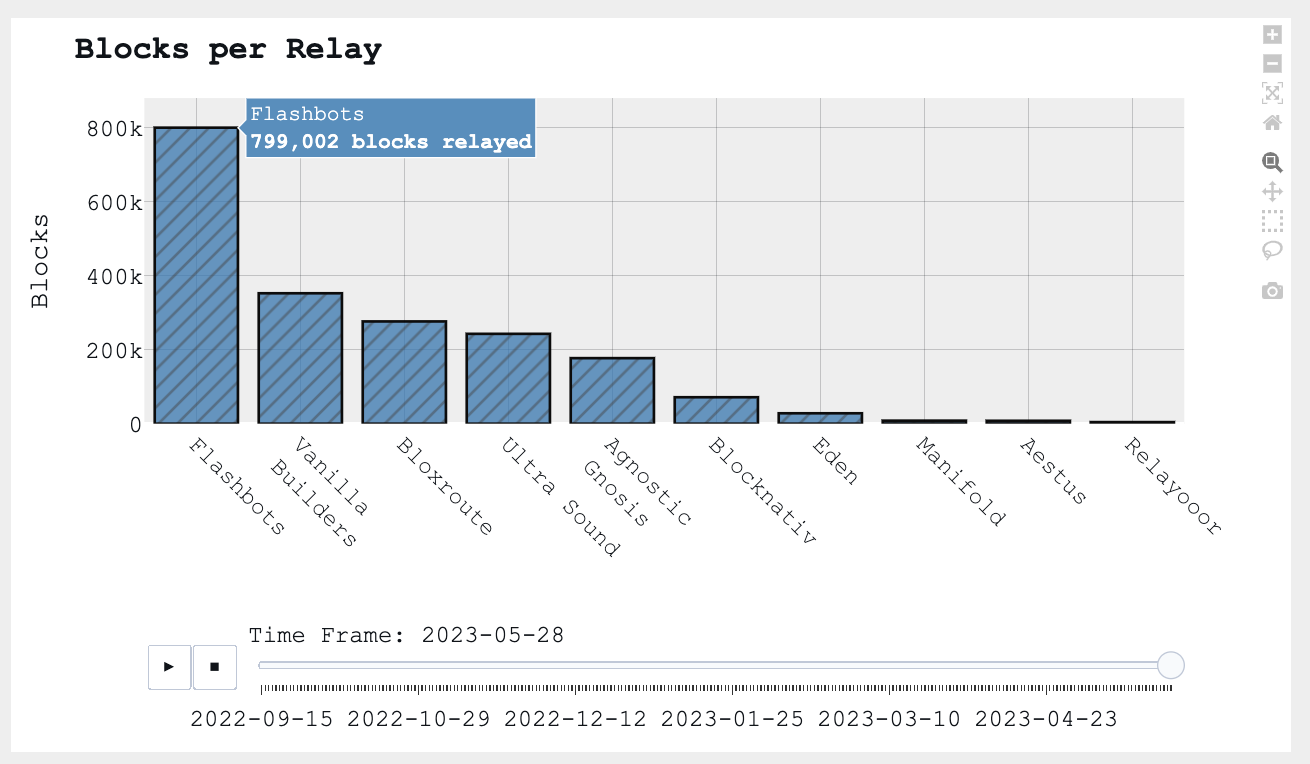 Blocks per Relay
Flashbots
799,002 blocks relayed
Blocks
800k
600k
400k
200k
0
Flashbots
Vanilla
Builders
Bloxroute
Ultra Sound
Agnostic
Gnosis
Blocknativ
Eden
Manifold
Aestus
Relayooor
Time Frame: 2023-05-28
2022-09-15 2022-10-29 2022-12-12 2023-01-25 2023-03-10 2023-04-23